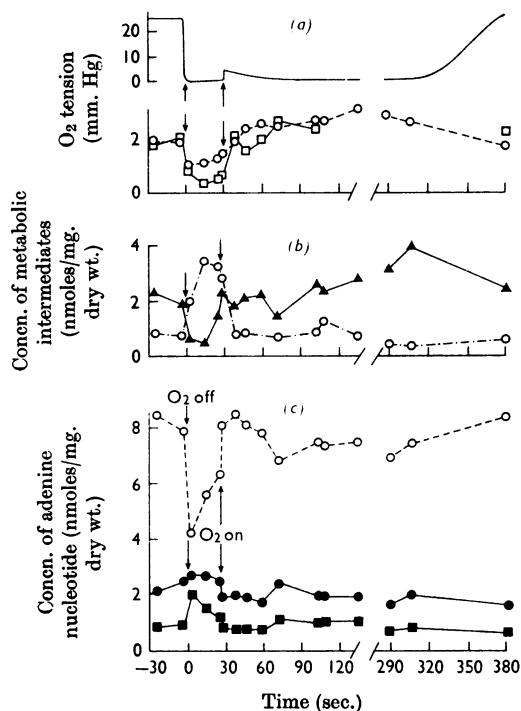 (a)
25
20
10
0
O2 tension
(mm. Hg)
2
0
(b)
4
2
0
Concn. of metabolic
intermediates
(nmoles/mg.
dry wt.)
(c)
O2 off
O2 on
8
6
4
2
0
Concn. of adenine
nucleotide (nmoles/mg.
dry wt.)
−30 0 30 60 90 120 290 320 350 380
Time (sec.)